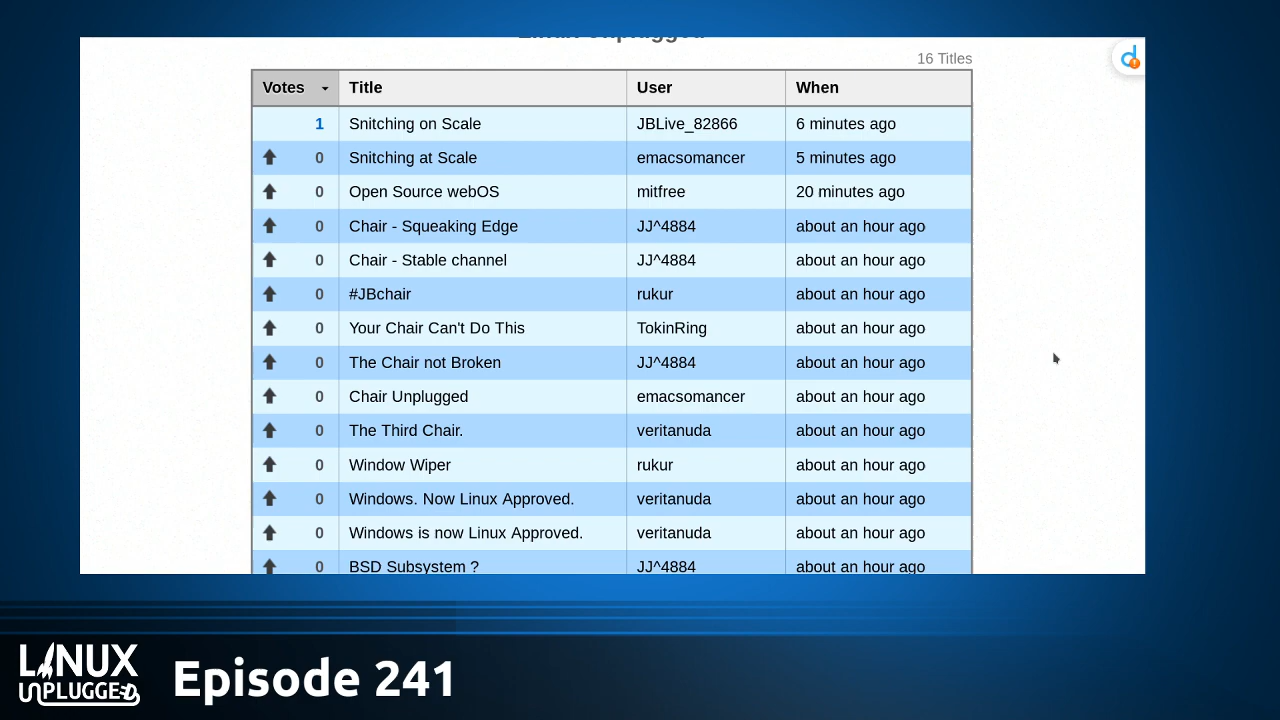 Linux Unplugged
16 Titles
Votes Title User When
1 Snitching on Scale JBLive_82866 6 minutes ago
0 Snitching at Scale emacsomancer 5 minutes ago
0 Open Source webOS mitfree 20 minutes ago
0 Chair - Squeaking Edge JJ^4884 about an hour ago
0 Chair - Stable channel JJ^4884 about an hour ago
0 #JBchair rukur about an hour ago
0 Your Chair Can't Do This TokinRing about an hour ago
0 The Chair not Broken JJ^4884 about an hour ago
0 Chair Unplugged emacsomancer about an hour ago
0 The Third Chair. veritanuda about an hour ago
0 Window Wiper rukur about an hour ago
0 Windows. Now Linux Approved. veritanuda about an hour ago
0 Windows is now Linux Approved. veritanuda about an hour ago
0 BSD Subsystem ? JJ^4884 about an hour ago
LINUX
UNPLUGGED
Episode 241